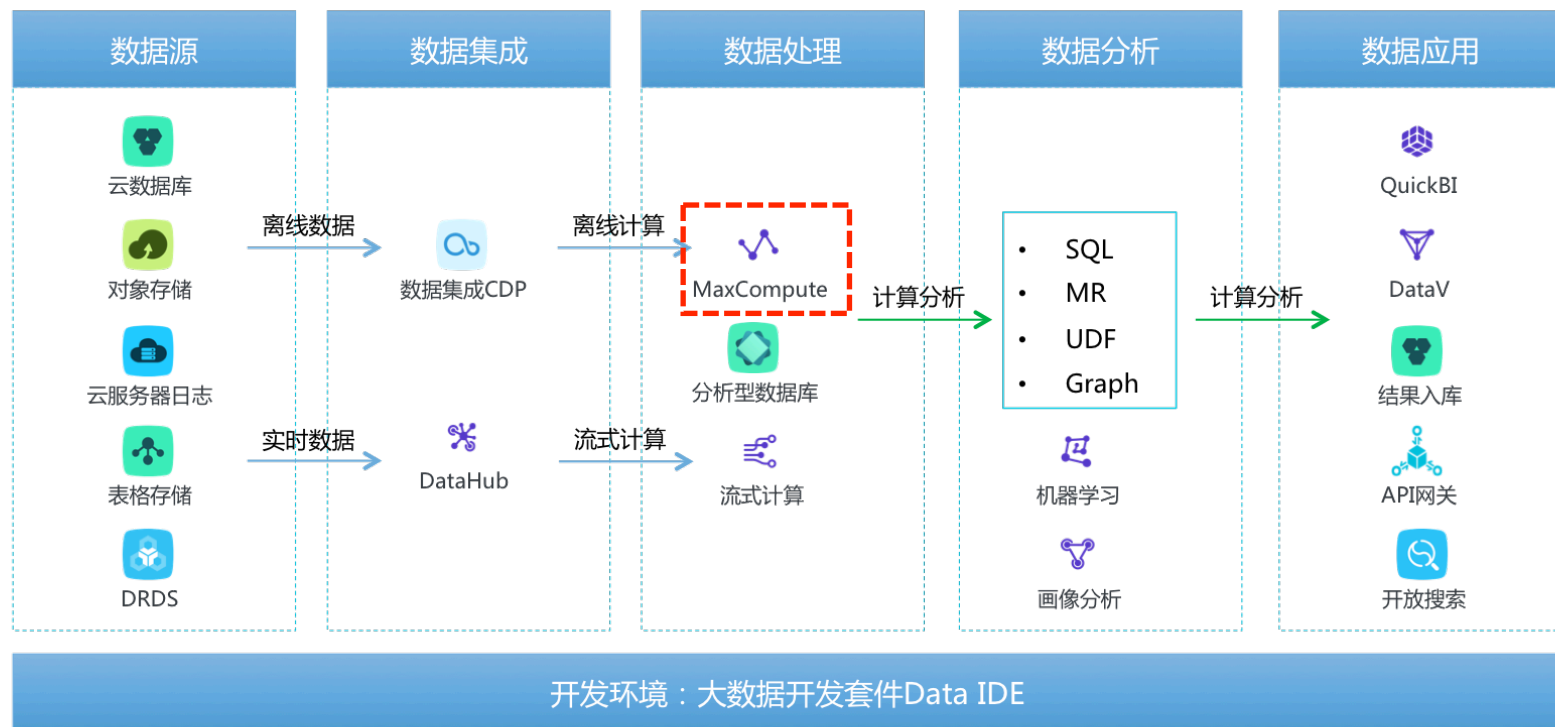 数据源
数据集成
数据处理
数据分析
数据应用
云数据库
对象存储
云服务器日志
表格存储
DRDS
离线数据
实时数据
数据集成CDP
DataHub
离线计算
流式计算
MaxCompute
分析型数据库
流式计算
计算分析
• SQL
• MR
• UDF
• Graph
机器学习
画像分析
计算分析
QuickBI
DataV
结果入库
API网关
开放搜索
开发环境：大数据开发套件Data IDE